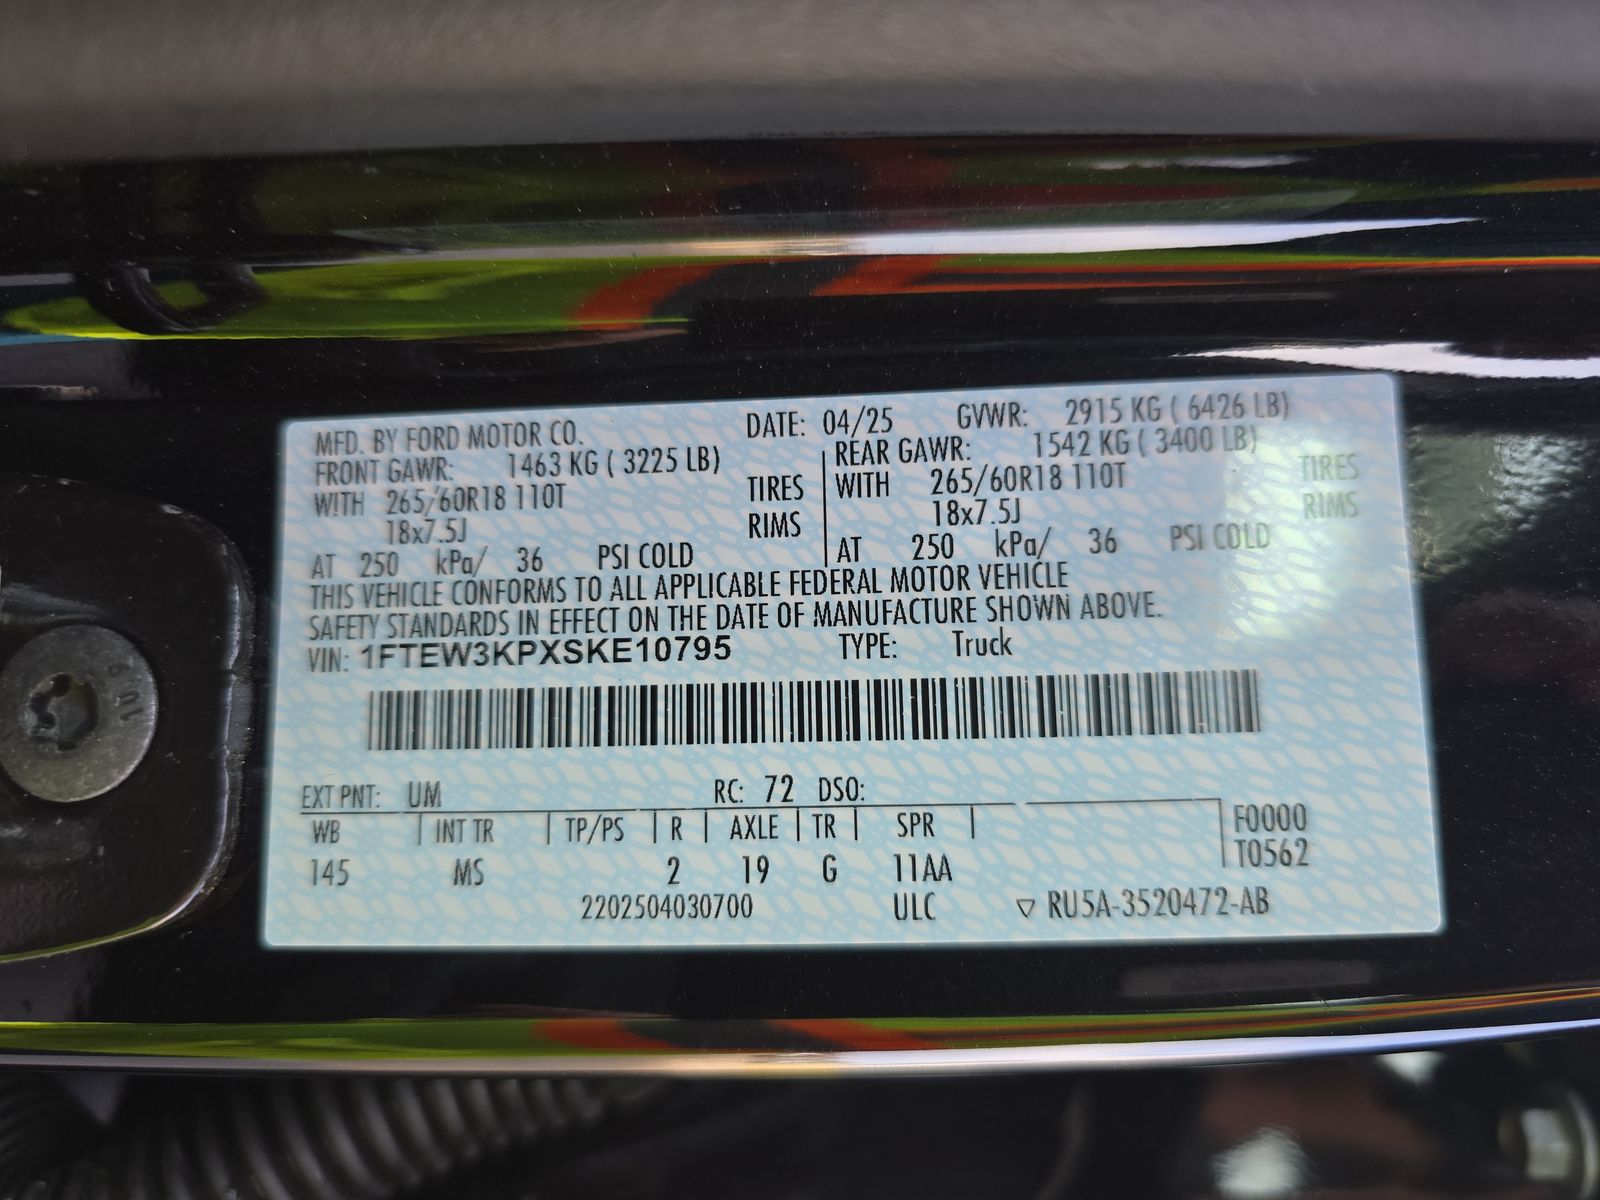 MFD. BY FORD MOTOR CO. DATE: 04/25 GVWR: 2915 KG ( 6426 LB)
FRONT GAWR: 1463 KG ( 3225 LB) REAR GAWR: 1542 KG ( 3400 LB)
WITH 265/60R18 110T TIRES WITH 265/60R18 110T TIRES
18x7.5J RIMS 18x7.5J RIMS
AT 250 kPa/ 36 PSI COLD AT 250 kPa/ 36 PSI COLD
THIS VEHICLE CONFORMS TO ALL APPLICABLE FEDERAL MOTOR VEHICLE
SAFETY STANDARDS IN EFFECT ON THE DATE OF MANUFACTURE SHOWN ABOVE.
VIN: 1FTEW3KPXSKE10795 TYPE: Truck
EXT PNT: UM RC: 72 DSO:
WB INT TR TP/PS R AXLE TR SPR F0000
T0562
145 MS 2 19 G 11AA
2202504030700 ULC ▽ RU5A-3520472-AB